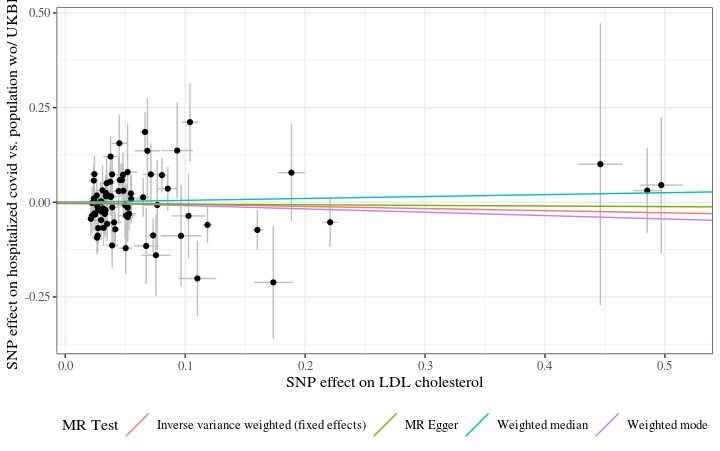 SNP effect on hospitalized covid vs. population wo/
0.50
0.25
0.00
-0.25
0.0 0.1 0.2 0.3 0.4 0.5
SNP effect on LDL cholesterol
MR Test Inverse variance weighted (fixed effects) MR Egger Weighted median Weighted mode